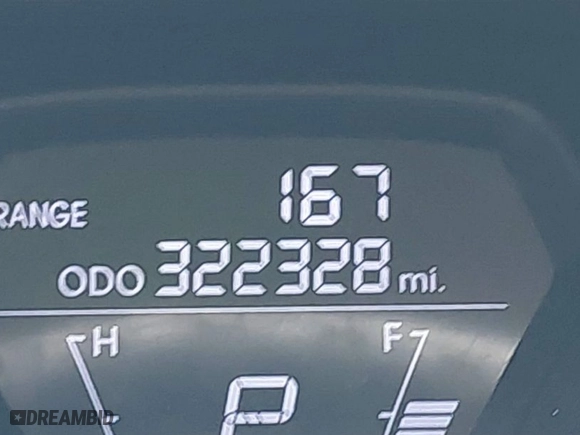 RANGE 167
ODO 322328 mi.
H F
P
DREAMBID